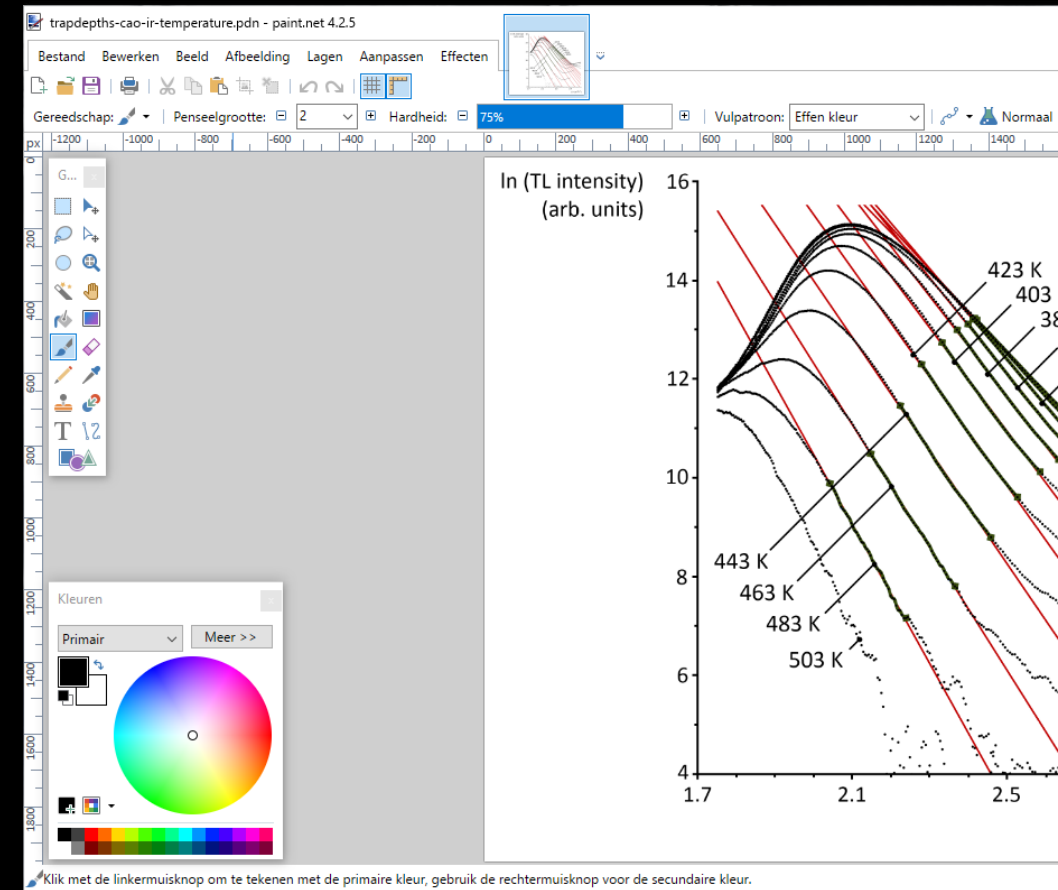 trapdepths-cao-ir-temperature.pdn - paint.net 4.2.5
Bestand Bewerken Beeld Afbeelding Lagen Aanpassen Effecten
Gereedschap: Penseelgrootte: 2 Hardheid: 75% Vulpatroon: Effen kleur Normaal
px -1200 -1000 -800 -600 -400 -200 0 200 400 600 800 1000 1200 1400
0
200
400
600
800
1000
1200
1400
1600
1800
G... x
T
Kleuren x
Primair Meer >>
ln (TL intensity)
(arb. units)
16
14
12
10
8
6
4
1.7 2.1 2.5
423 K
403
38
443 K
463 K
483 K
503 K
Klik met de linkermuisknop om te tekenen met de primaire kleur, gebruik de rechtermuisknop voor de secundaire kleur.